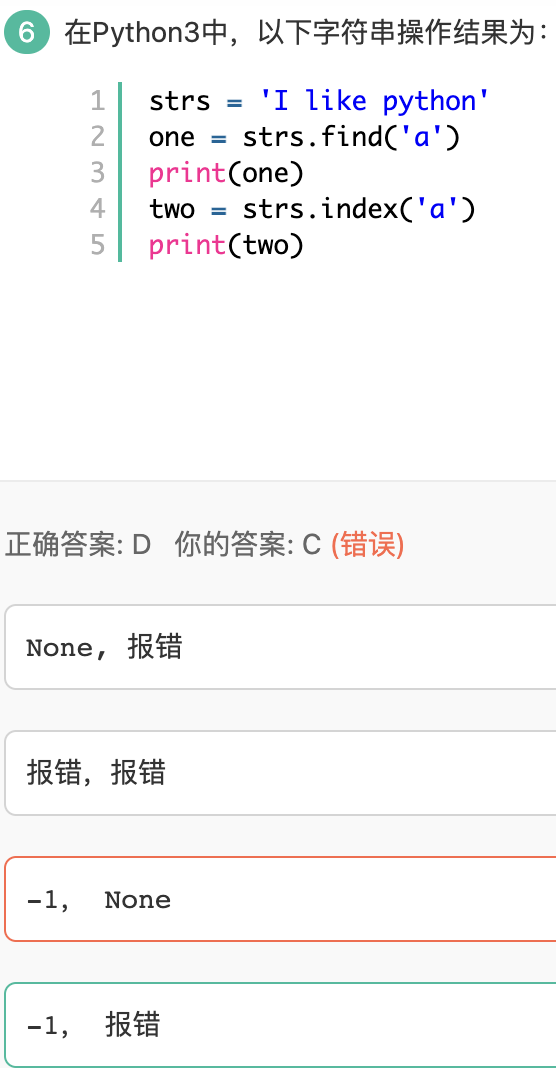 6 在Python3中，以下字符串操作结果为：
1 strs = 'I like python'
2 one = strs.find('a')
3 print(one)
4 two = strs.index('a')
5 print(two)
正确答案: D 你的答案: C (错误)
None, 报错
报错，报错
-1， None
-1， 报错